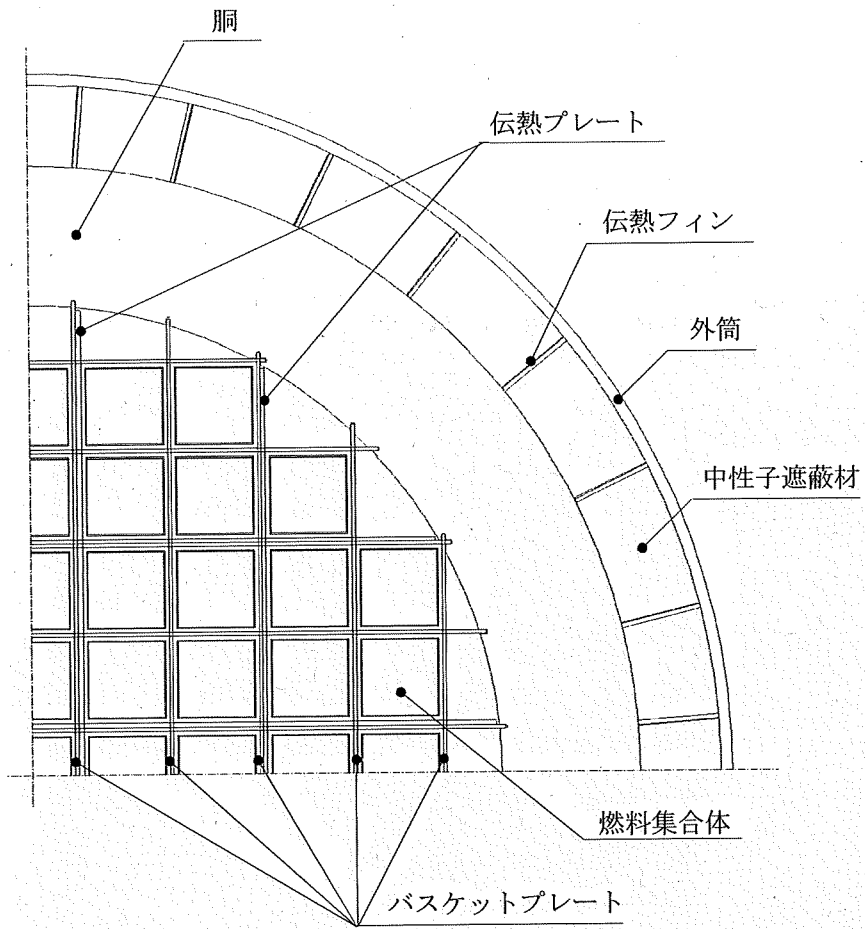 胴
伝熱プレート
伝熱フィン
外筒
中性子遮蔽材
燃料集合体
バスケットプレート